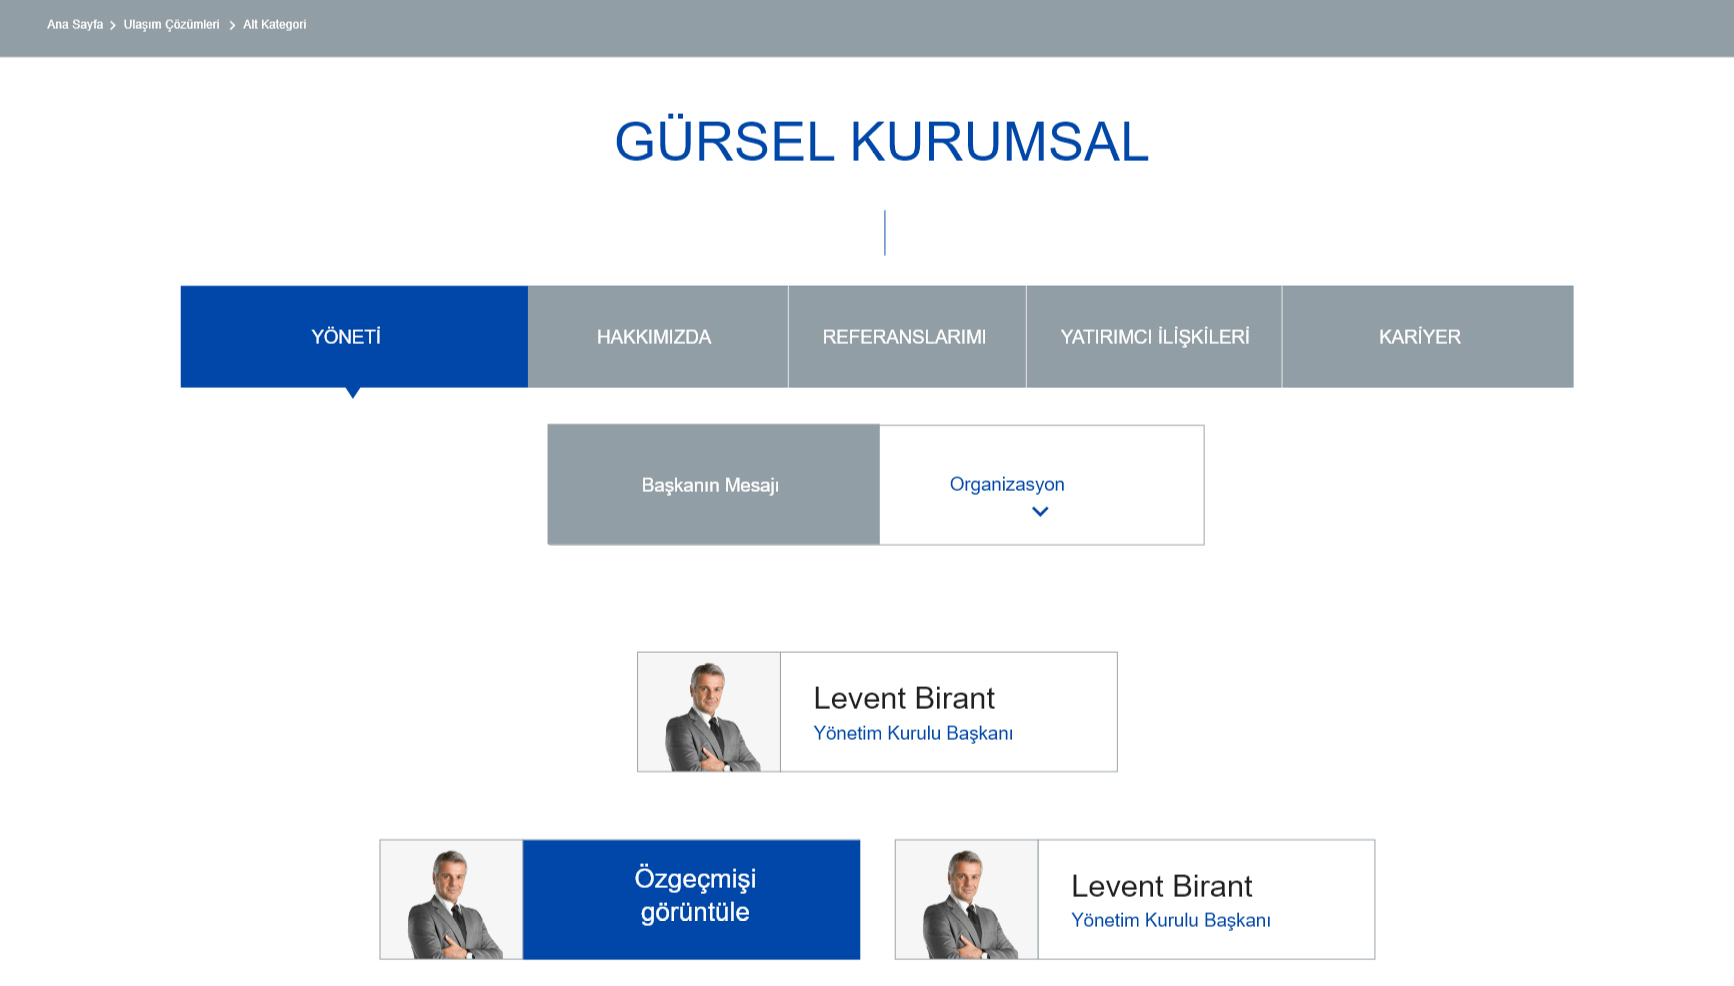 Ana Sayfa > Ulaşım Çözümleri > Alt Kategori
GÜRSEL KURUMSAL
YÖNETİ
HAKKIMIZDA
REFERANSLARIMI
YATIRIMCI İLİŞKİLERİ
KARİYER
Başkanın Mesajı
Organizasyon
Levent Birant
Yönetim Kurulu Başkanı
Özgeçmişi
görüntüle
Levent Birant
Yönetim Kurulu Başkanı